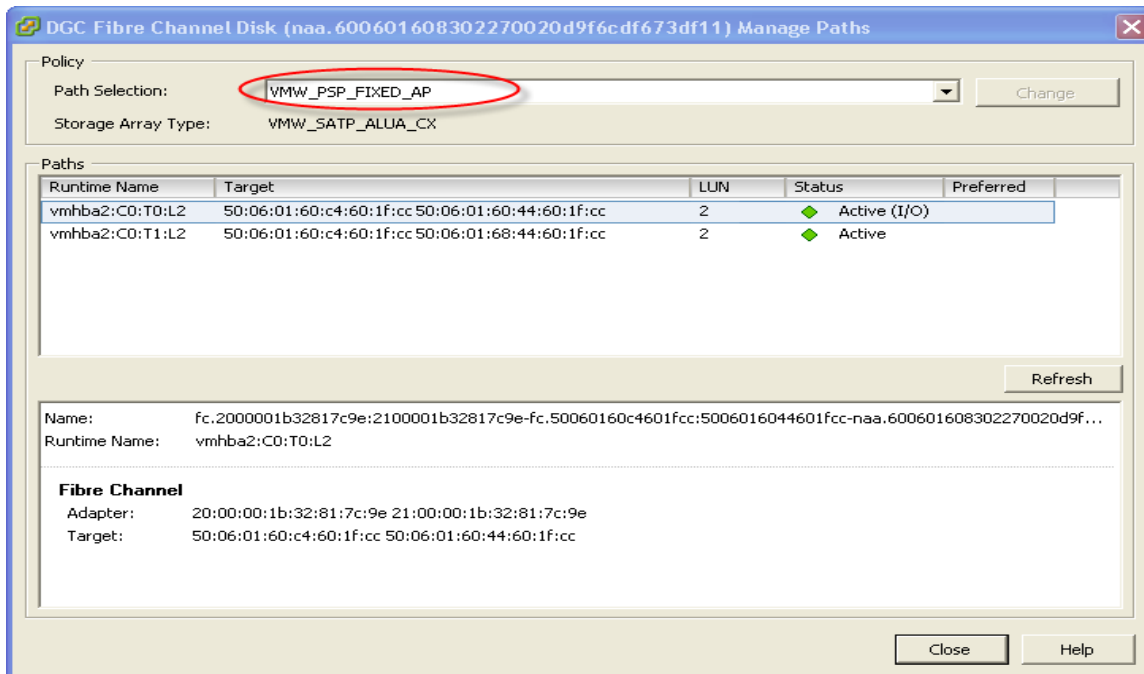 DGC Fibre Channel Disk (naa.600601608302270020d9f6cdf673df11) Manage Paths
Policy
Path Selection: VMW_PSP_FIXED_AP Change
Storage Array Type: VMW_SATP_ALUA_CX
Paths
Runtime Name Target LUN Status Preferred
vmhba2:C0:T0:L2 50:06:01:60:c4:60:1f:cc 50:06:01:60:44:60:1f:cc 2 Active (I/O)
vmhba2:C0:T1:L2 50:06:01:60:c4:60:1f:cc 50:06:01:68:44:60:1f:cc 2 Active
Refresh
Name: fc.2000001b32817c9e:2100001b32817c9e-fc.50060160c4601fcc:5006016044601fcc-naa.600601608302270020d9f...
Runtime Name: vmhba2:C0:T0:L2
Fibre Channel
Adapter: 20:00:00:1b:32:81:7c:9e 21:00:00:1b:32:81:7c:9e
Target: 50:06:01:60:c4:60:1f:cc 50:06:01:60:44:60:1f:cc
Close Help